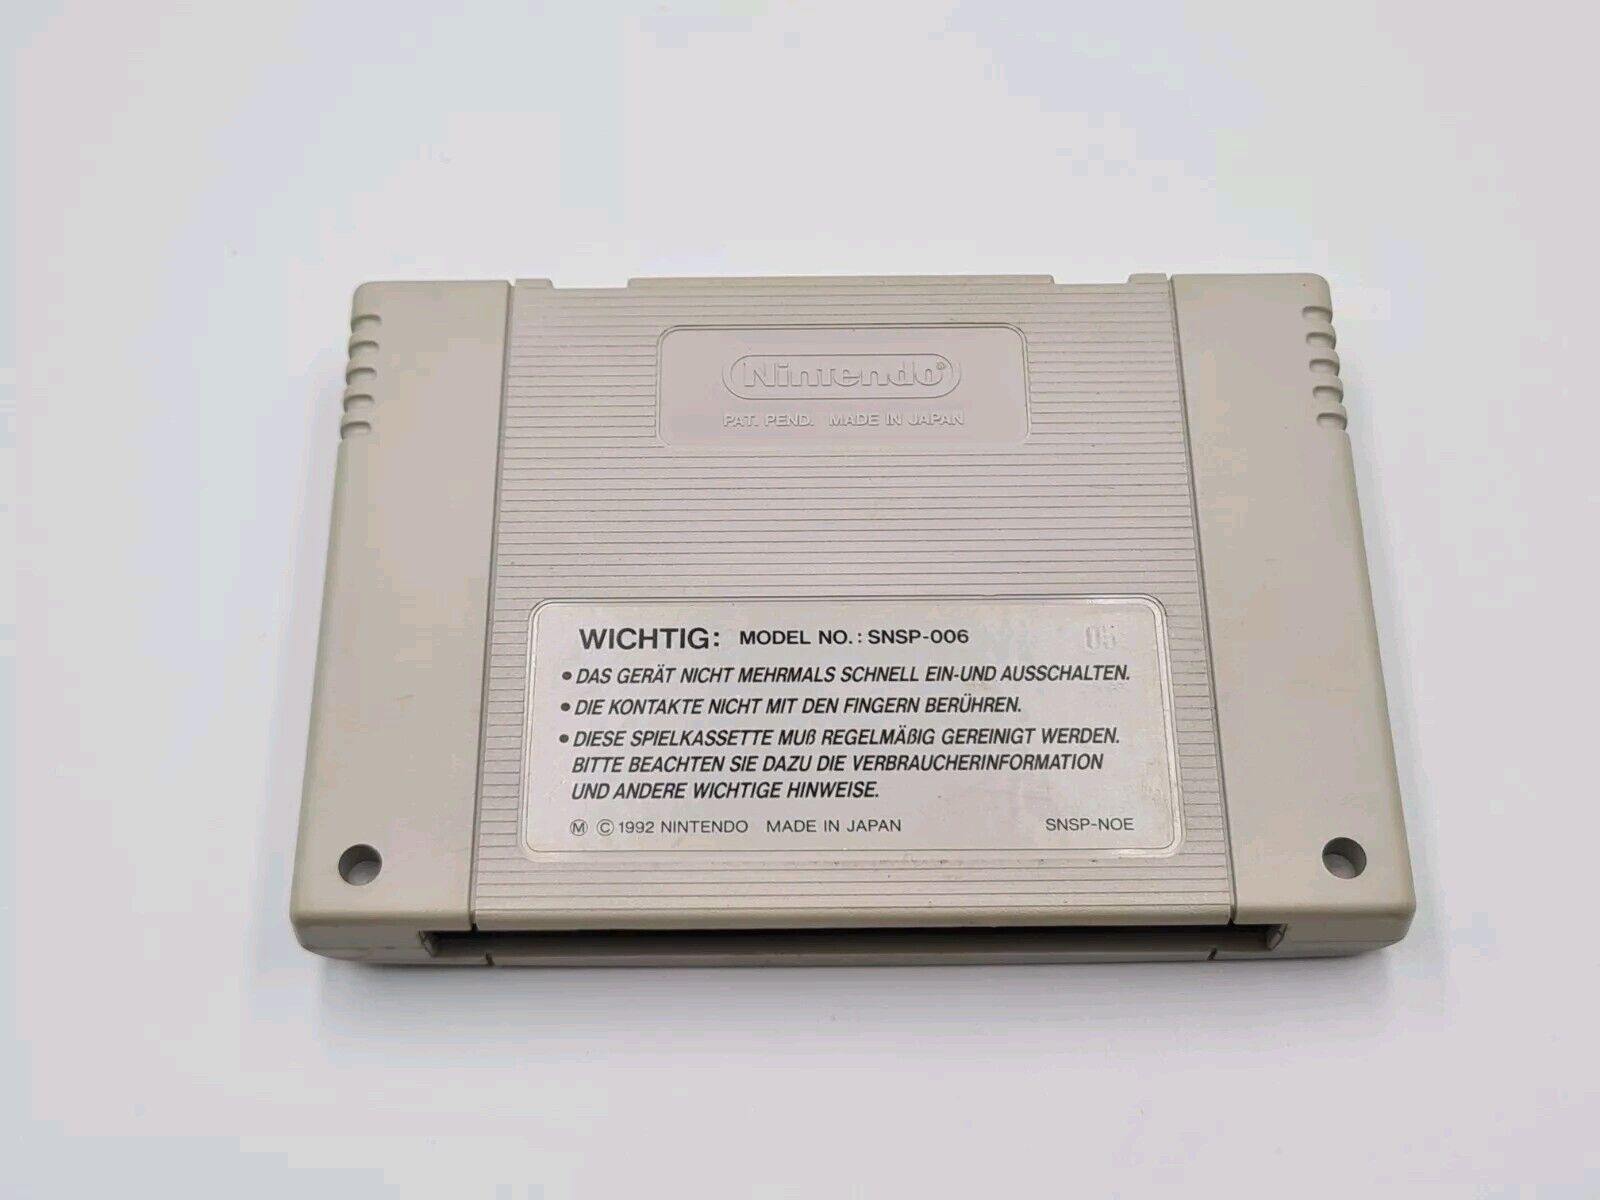 Nintendo®
PAT. PEND. MADE IN JAPAN
WICHTIG: MODEL NO.: SNSP-006 05
• DAS GERÄT NICHT MEHRMALS SCHNELL EIN-UND AUSSCHALTEN.
• DIE KONTAKTE NICHT MIT DEN FINGERN BERÜHREN.
• DIESE SPIELKASSETTE MUß REGELMÄßIG GEREINIGT WERDEN.
BITTE BEACHTEN SIE DAZU DIE VERBRAUCHERINFORMATION
UND ANDERE WICHTIGE HINWEISE.
Ⓜ © 1992 NINTENDO MADE IN JAPAN SNSP-NOE